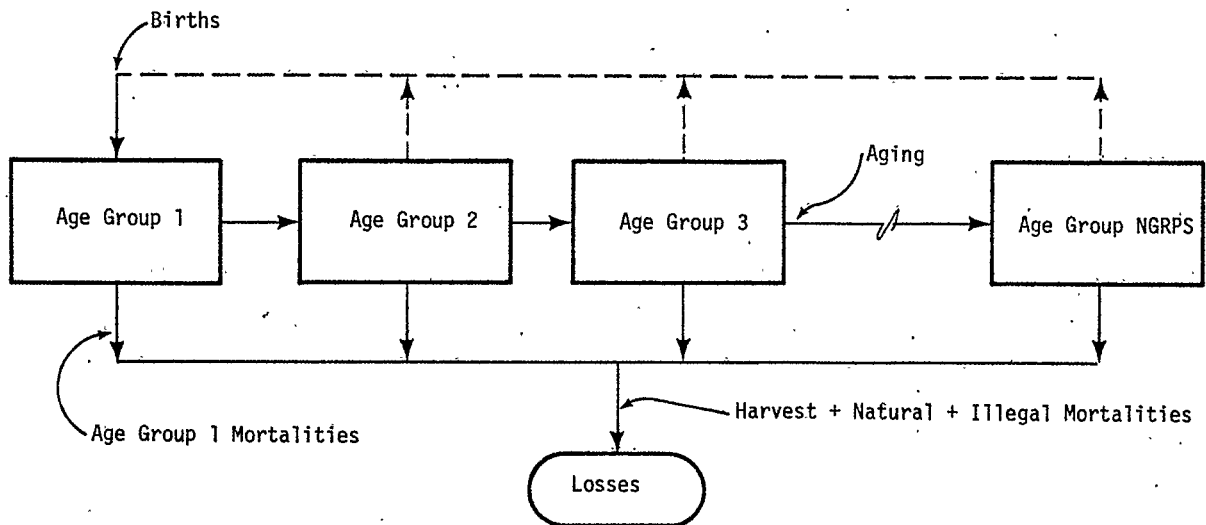 Births
Aging
Age Group 1
Age Group 2
Age Group 3
Age Group NGRPS
Harvest + Natural + Illegal Mortalities
Age Group 1 Mortalities
Losses